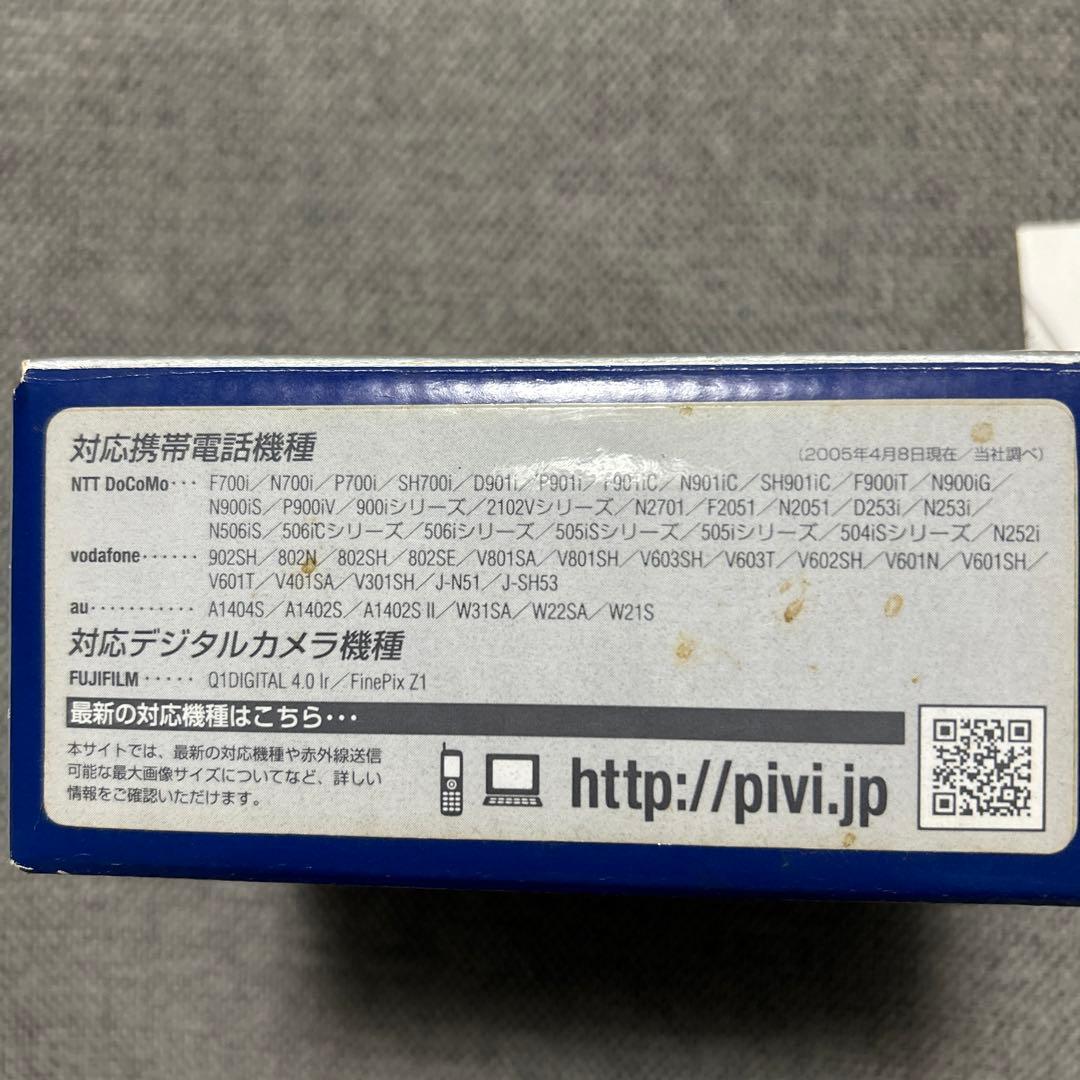 対応携帯電話機種
(2005年4月8日現在／当社調べ)
NTT DoCoMo··· F700i／N700i／P700i／SH700i／D901i／P901i／F901iC／N901iC／SH901iC／F900iT／N900iG／
N900iS／P900iV／900iシリーズ／2102Vシリーズ／N2701／F2051／N2051／D253i／N253i／
N506iS／506iCシリーズ／506iシリーズ／505iSシリーズ／505iシリーズ／504iSシリーズ／N252i
vodafone······ 902SH／802N／802SH／802SE／V801SA／V801SH／V603SH／V603T／V602SH／V601N／V601SH／
V601T／V401SA／V301SH／J-N51／J-SH53
au··········· A1404S／A1402S／A1402SⅡ／W31SA／W22SA／W21S
対応デジタルカメラ機種
FUJIFILM····· Q1DIGITAL 4.0 Ir／FinePix Z1
最新の対応機種はこちら···
本サイトでは、最新の対応機種や赤外線送信
可能な最大画像サイズについてなど、詳しい
情報をご確認いただけます。
http://pivi.jp